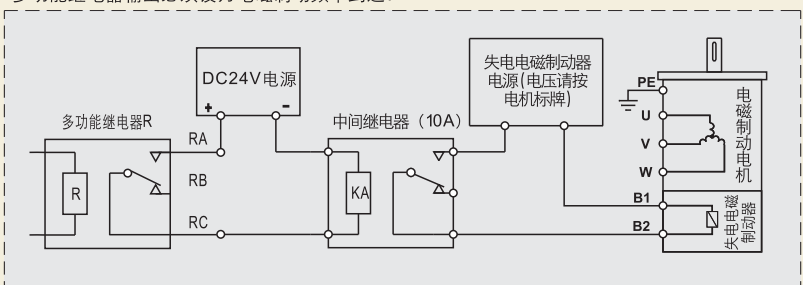 DC24V电源
+ -
失电电磁制动器
电源(电压请按
电机标牌)
PE
U
V
W
B1
B2
电磁制动电机
失电电磁
制动器
多功能继电器R
RA
RB
RC
R
中间继电器（10A）
KA